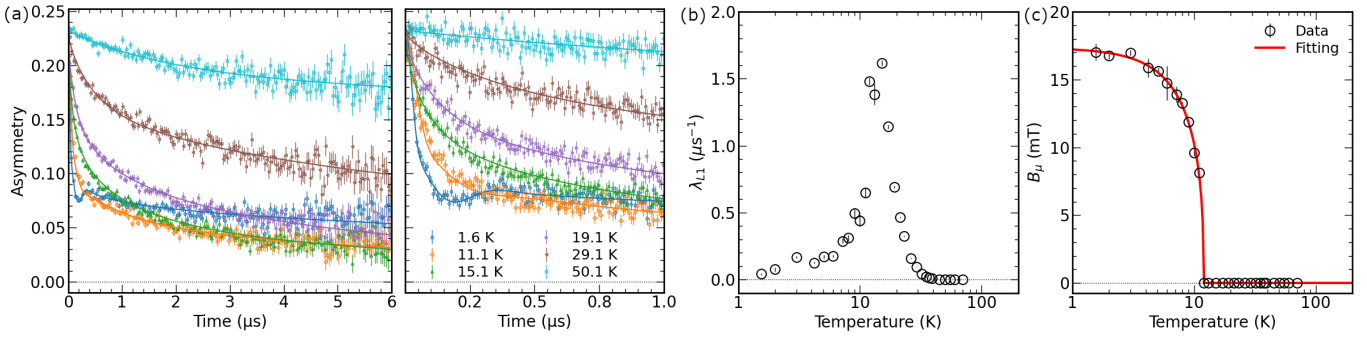 (a)
0.25
0.20
0.15
0.10
0.05
0.00
Asymmetry
0 1 2 3 4 5 6
Time (μs)
0.2 0.5 0.8 1.0
Time (μs)
1.6 K
11.1 K
15.1 K
19.1 K
29.1 K
50.1 K
(b)
2.0
1.5
1.0
0.5
0.0
λL1 (μs⁻¹)
1 10 100
Temperature (K)
(c)
20
15
10
5
0
Bμ (mT)
Data
Fitting
1 10 100
Temperature (K)